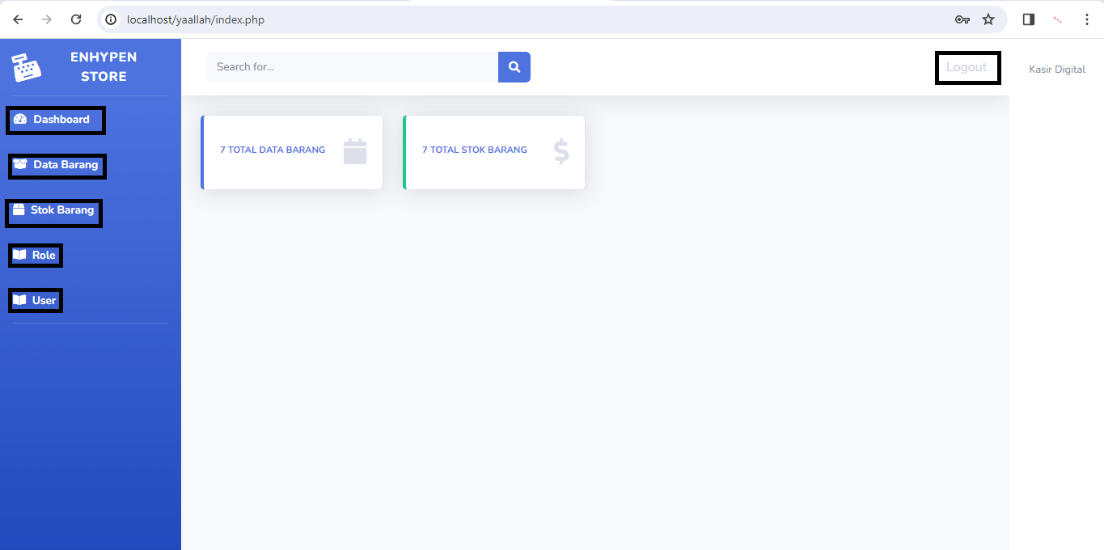 localhost/yaallah/index.php
ENHYPEN
STORE
Search for...
Logout
Kasir Digital
Dashboard
Data Barang
Stok Barang
Role
User
7 TOTAL DATA BARANG
7 TOTAL STOK BARANG